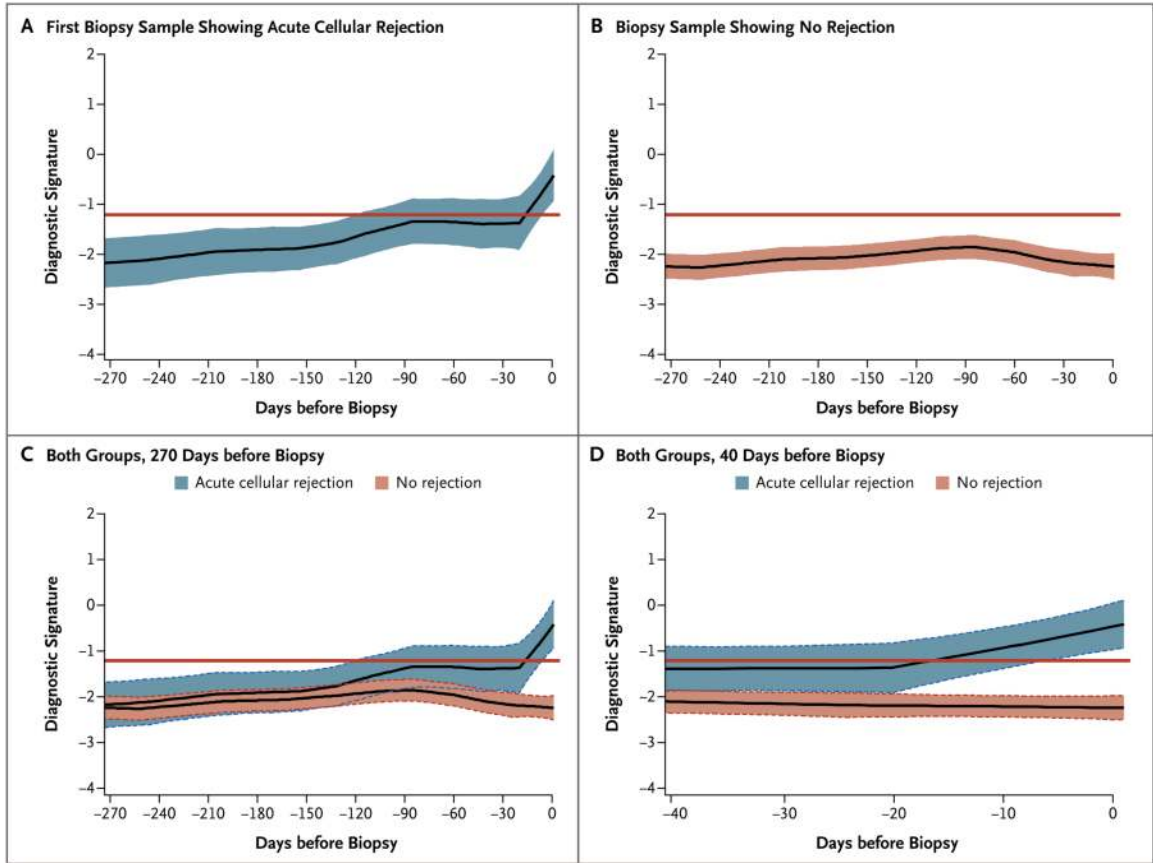 A First Biopsy Sample Showing Acute Cellular Rejection
2
1
0
−1
−2
−3
−4
Diagnostic Signature
−270 −240 −210 −180 −150 −120 −90 −60 −30 0
Days before Biopsy
B Biopsy Sample Showing No Rejection
2
1
0
−1
−2
−3
−4
Diagnostic Signature
−270 −240 −210 −180 −150 −120 −90 −60 −30 0
Days before Biopsy
C Both Groups, 270 Days before Biopsy
Acute cellular rejection No rejection
2
1
0
−1
−2
−3
−4
Diagnostic Signature
−270 −240 −210 −180 −150 −120 −90 −60 −30 0
Days before Biopsy
D Both Groups, 40 Days before Biopsy
Acute cellular rejection No rejection
2
1
0
−1
−2
−3
−4
Diagnostic Signature
−40 −30 −20 −10 0
Days before Biopsy